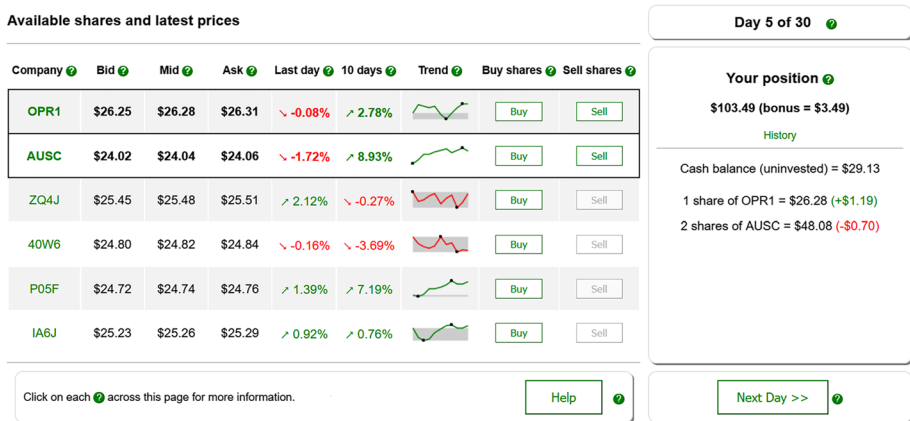 Available shares and latest prices
Day 5 of 30 ?
Company ? Bid ? Mid ? Ask ? Last day ? 10 days ? Trend ? Buy shares ? Sell shares ?
OPR1 $26.25 $26.28 $26.31 ↘ -0.08% ↗ 2.78% Buy Sell
AUSC $24.02 $24.04 $24.06 ↘ -1.72% ↗ 8.93% Buy Sell
ZQ4J $25.45 $25.48 $25.51 ↗ 2.12% ↘ -0.27% Buy Sell
40W6 $24.80 $24.82 $24.84 ↘ -0.16% ↘ -3.69% Buy Sell
P05F $24.72 $24.74 $24.76 ↗ 1.39% ↗ 7.19% Buy Sell
IA6J $25.23 $25.26 $25.29 ↗ 0.92% ↗ 0.76% Buy Sell
Your position ?
$103.49 (bonus = $3.49)
History
Cash balance (uninvested) = $29.13
1 share of OPR1 = $26.28 (+$1.19)
2 shares of AUSC = $48.08 (-$0.70)
Click on each ? across this page for more information.
Help ?
Next Day >> ?